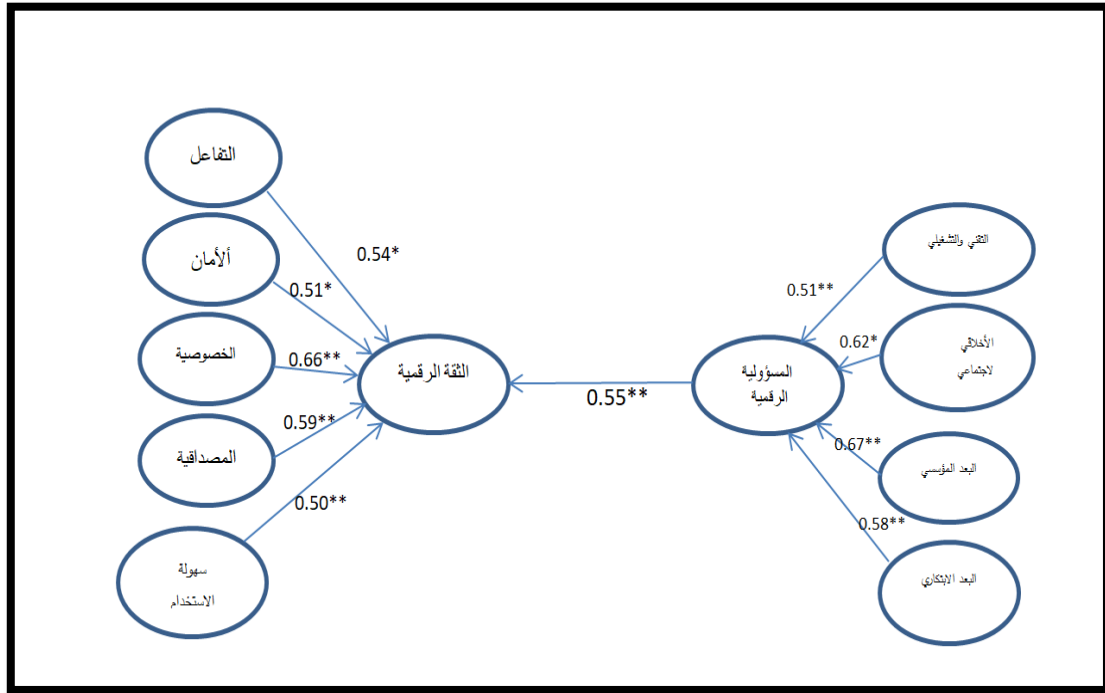 التفاعل
ألأمان
الخصوصية
المصداقية
سهولة
الاستخدام
0.54*
0.51*
0.66**
0.59**
0.50**
الثقة الرقمية
0.55**
المسؤولية
الرقمية
0.51**
0.62*
0.67**
0.58**
التقني والتشغيلي
الأخلاقي
لاجتماعي
البعد المؤسسي
البعد الابتكاري